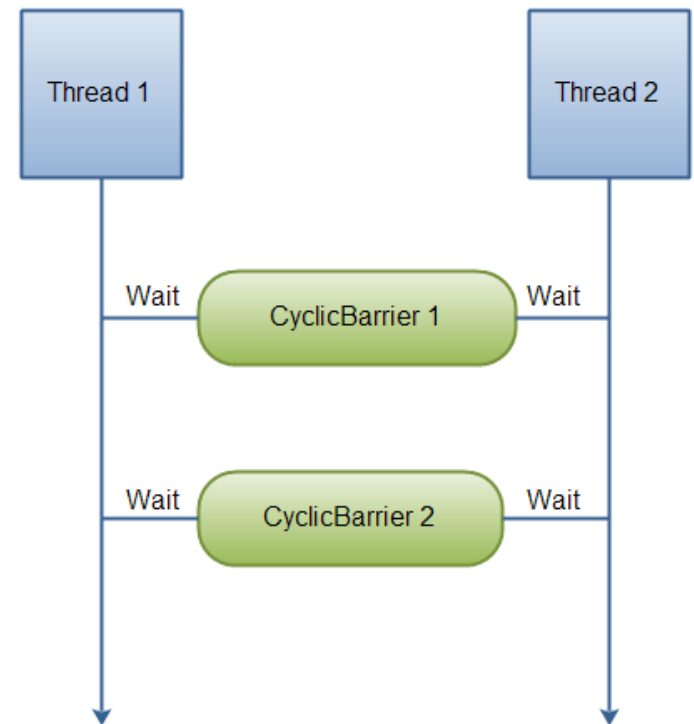 Thread 1
Thread 2
Wait
CyclicBarrier 1
Wait
Wait
CyclicBarrier 2
Wait